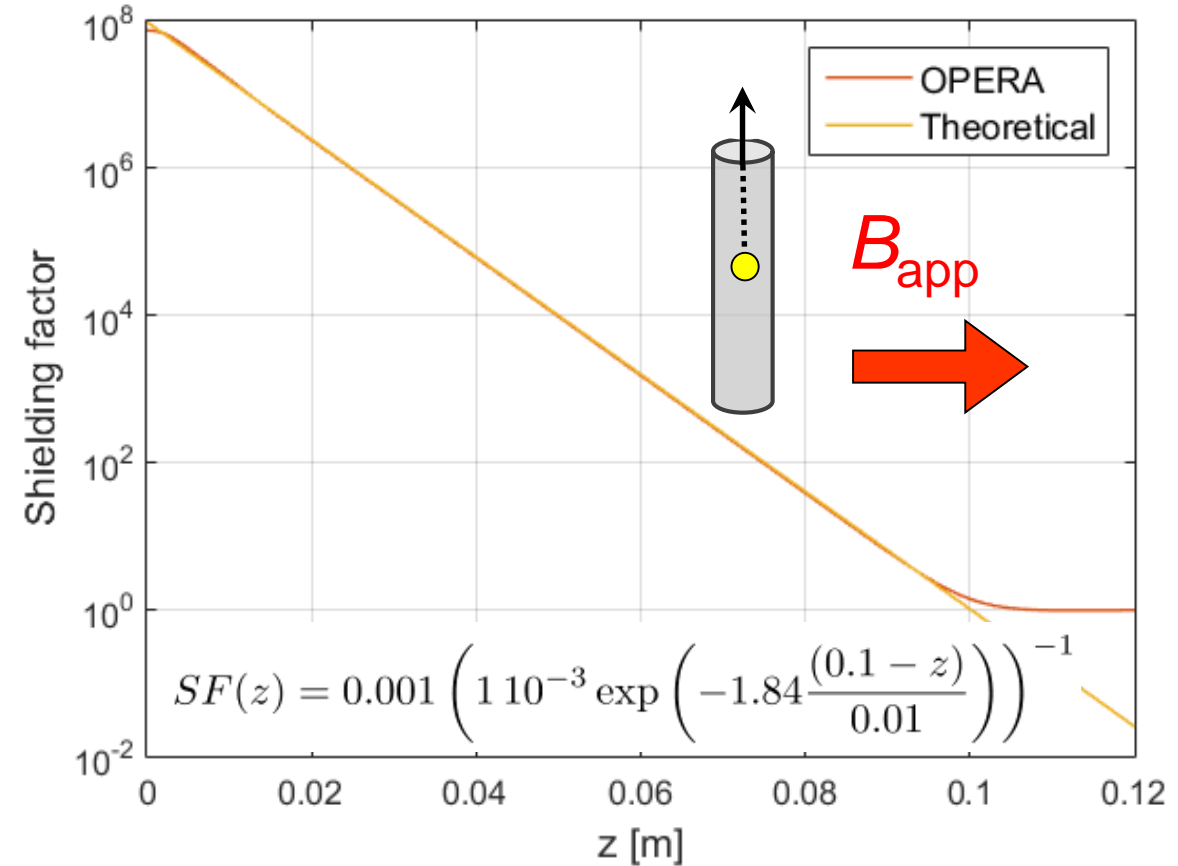 10^8
10^6
10^4
10^2
10^0
10^-2
Shielding factor
OPERA
Theoretical
B_app
SF(z) = 0.001 (1 10^-3 exp (-1.84 (0.1 - z)/0.01))^-1
0 0.02 0.04 0.06 0.08 0.1 0.12
z [m]